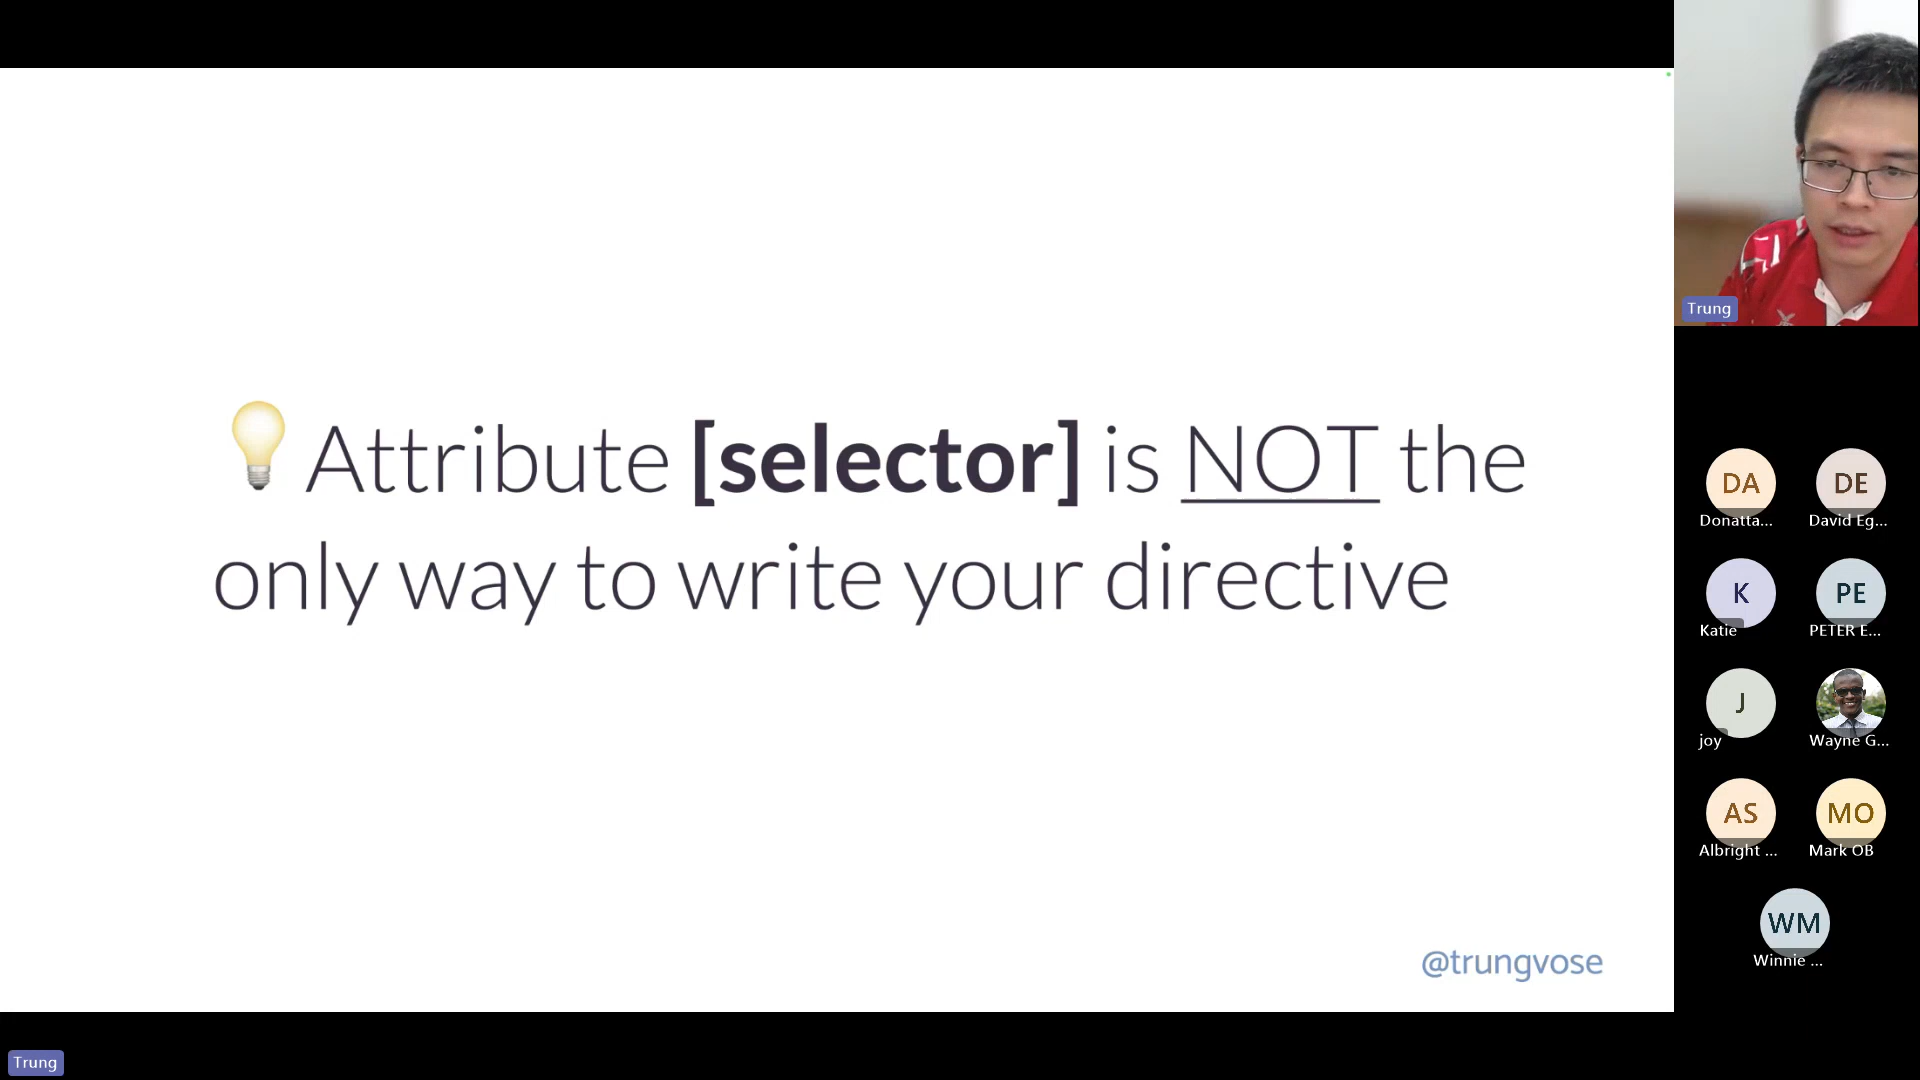 Attribute [selector] is NOT the
only way to write your directive
@trungvose
Trung
DA
Donatta...
DE
David Eg...
K
Katie
PE
PETER E...
J
joy
Wayne G...
AS
Albright ...
MO
Mark OB
WM
Winnie ...
Trung